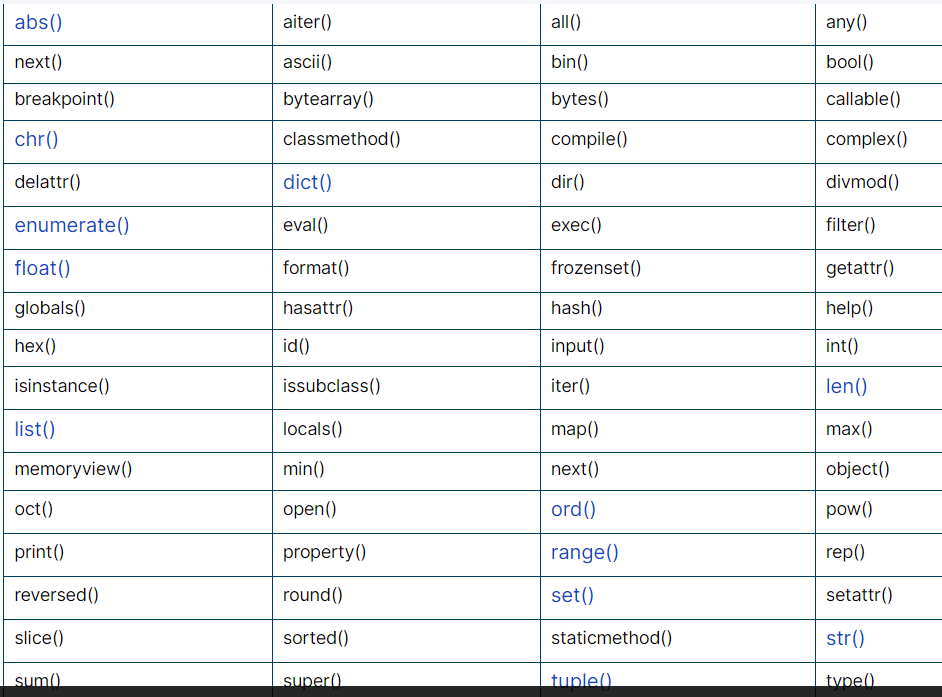 abs() aiter() all() any()
next() ascii() bin() bool()
breakpoint() bytearray() bytes() callable()
chr() classmethod() compile() complex()
delattr() dict() dir() divmod()
enumerate() eval() exec() filter()
float() format() frozenset() getattr()
globals() hasattr() hash() help()
hex() id() input() int()
isinstance() issubclass() iter() len()
list() locals() map() max()
memoryview() min() next() object()
oct() open() ord() pow()
print() property() range() rep()
reversed() round() set() setattr()
slice() sorted() staticmethod() str()
sum() super() tuple() type()